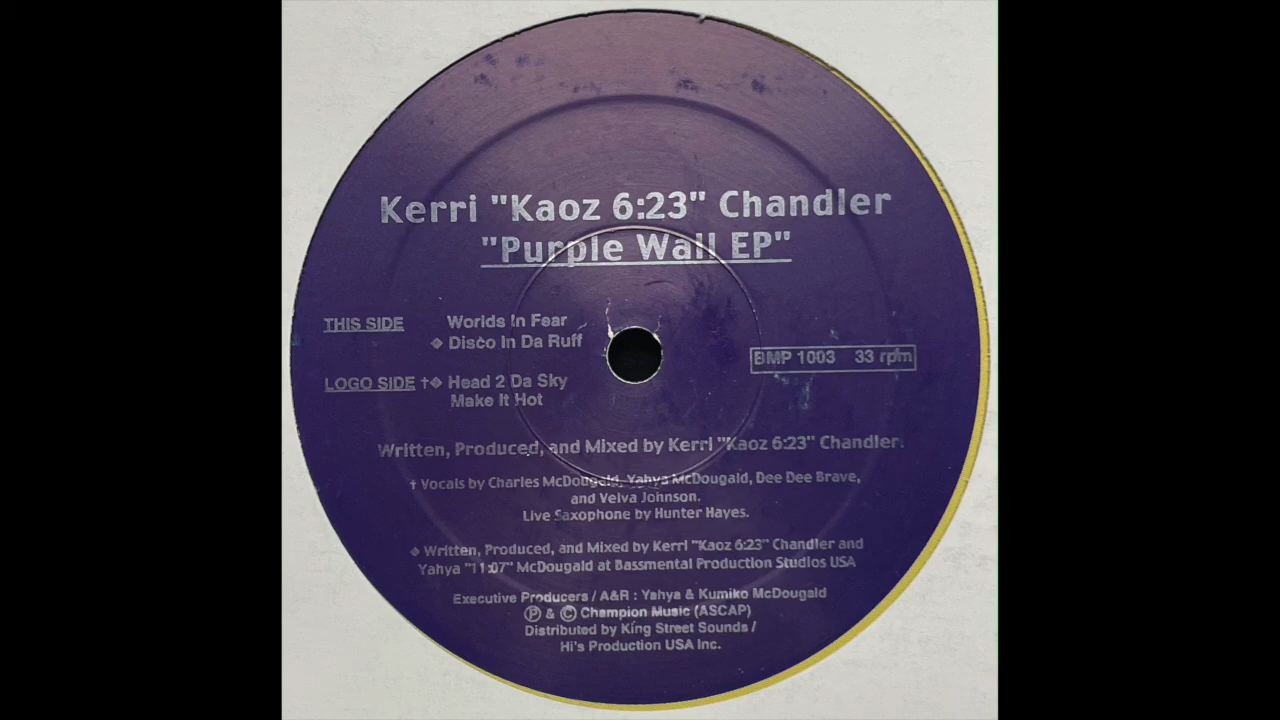 Kerri "Kaoz 6:23" Chandler
"Purple Wall EP"
THIS SIDE Worlds In Fear
❖ Disco In Da Ruff
BMP 1003 33 rpm
LOGO SIDE †❖ Head 2 Da Sky
Make It Hot
Written, Produced, and Mixed by Kerri "Kaoz 6:23" Chandler.
† Vocals by Charles McDougald, Yahya McDougald, Dee Dee Brave,
and Velva Johnson.
Live Saxophone by Hunter Hayes.
❖ Written, Produced, and Mixed by Kerri "Kaoz 6:23" Chandler and
Yahya "11:07" McDougald at Bassmental Production Studios USA
Executive Producers / A&R : Yahya & Kumiko McDougald
Ⓟ & © Champion Music (ASCAP)
Distributed by King Street Sounds /
Hi's Production USA Inc.